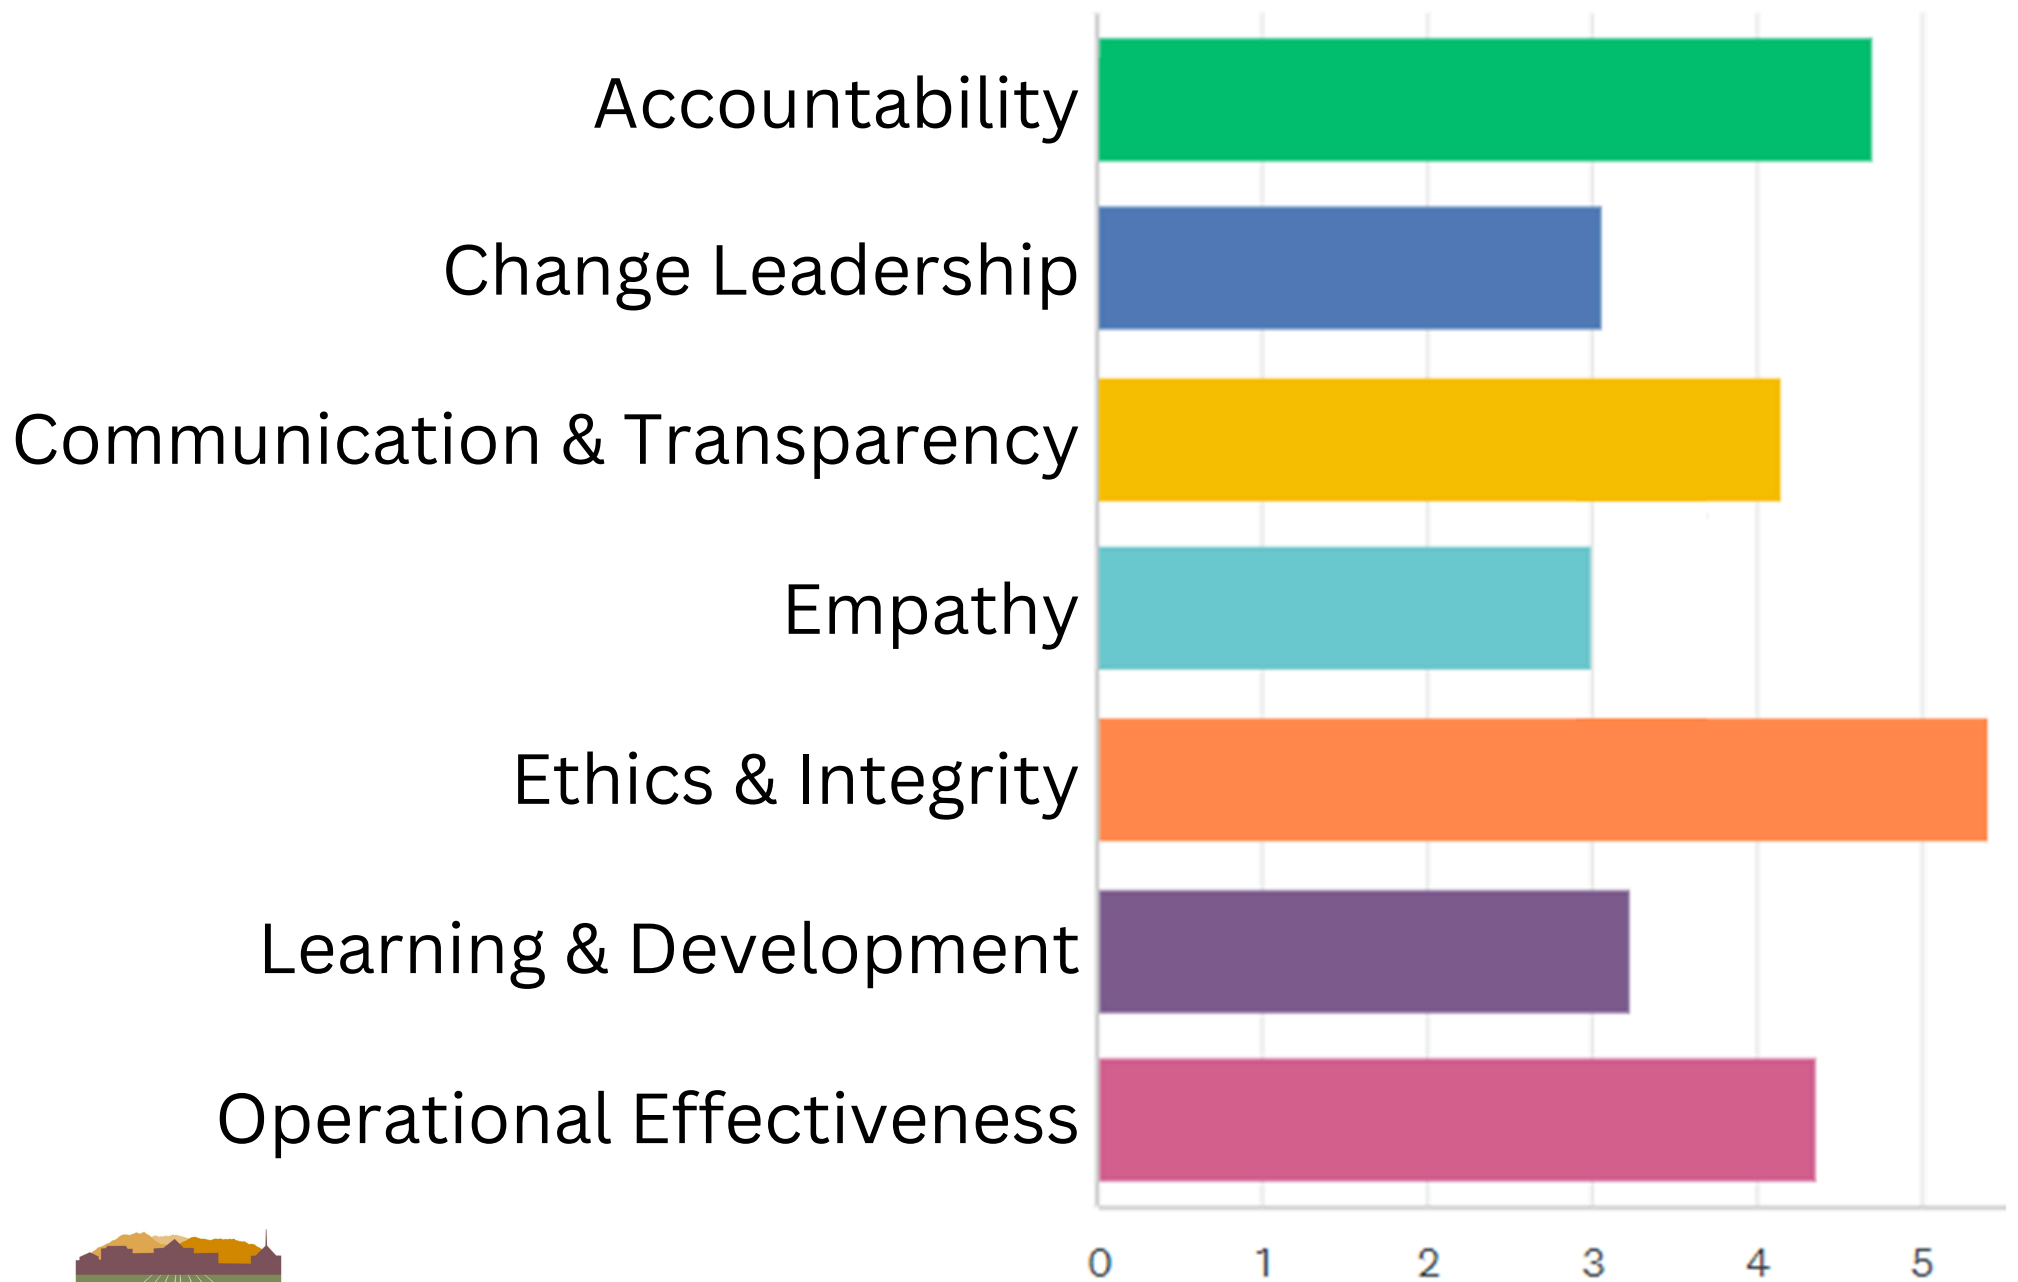 Accountability
Change Leadership
Communication & Transparency
Empathy
Ethics & Integrity
Learning & Development
Operational Effectiveness
0 1 2 3 4 5